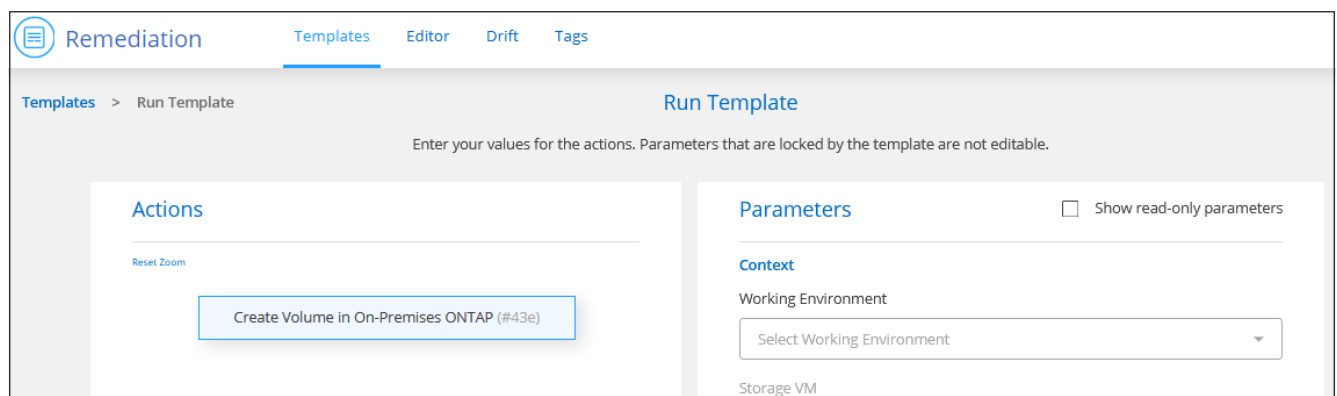 Remediation
Templates Editor Drift Tags
Templates > Run Template
Run Template
Enter your values for the actions. Parameters that are locked by the template are not editable.
Actions
Reset Zoom
Create Volume in On-Premises ONTAP (#43e)
Parameters
Show read-only parameters
Context
Working Environment
Select Working Environment
Storage VM